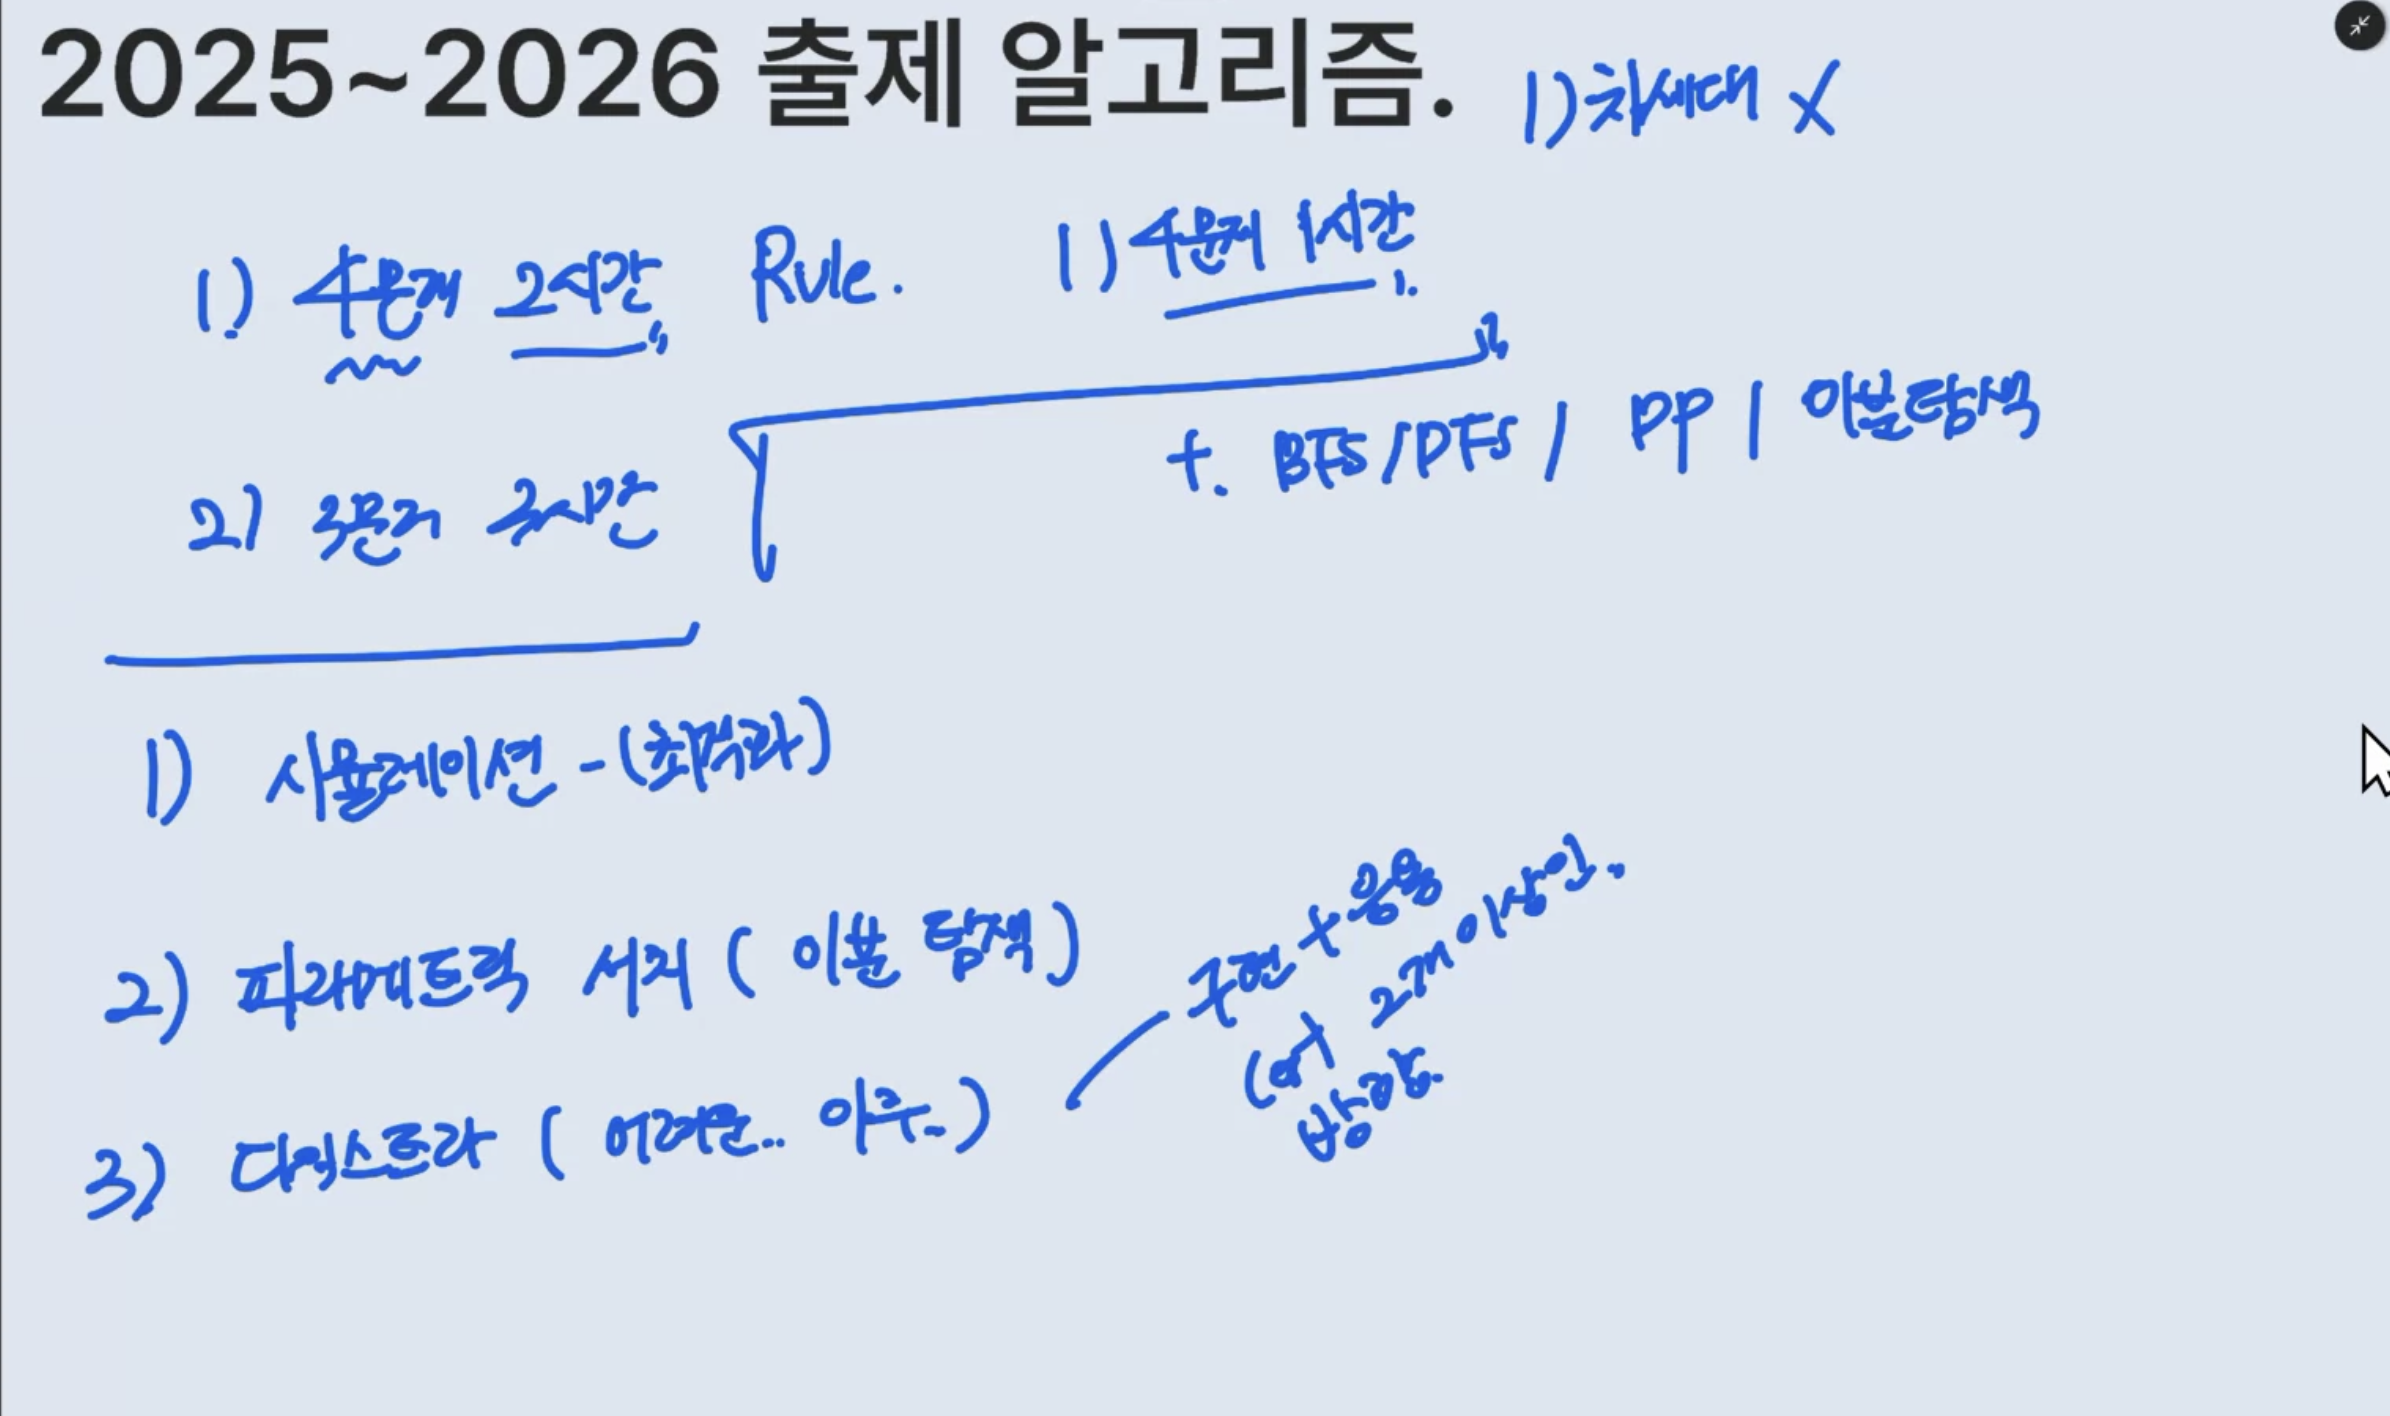 2025~2026 출제 알고리즘.
1) 차세대 X
1) 4문제 2시간 Rule.
1) 4문제 1시간
+. BFS/DFS / DP / 이분탐색
2) 3문제 3시간
1) 시뮬레이션 - (최적화)
2) 파라메트릭 서치 ( 이분 탐색 )
구현 + 응용
2개 이상인..
3) 다익스트라 ( 어려운.. 아주..)